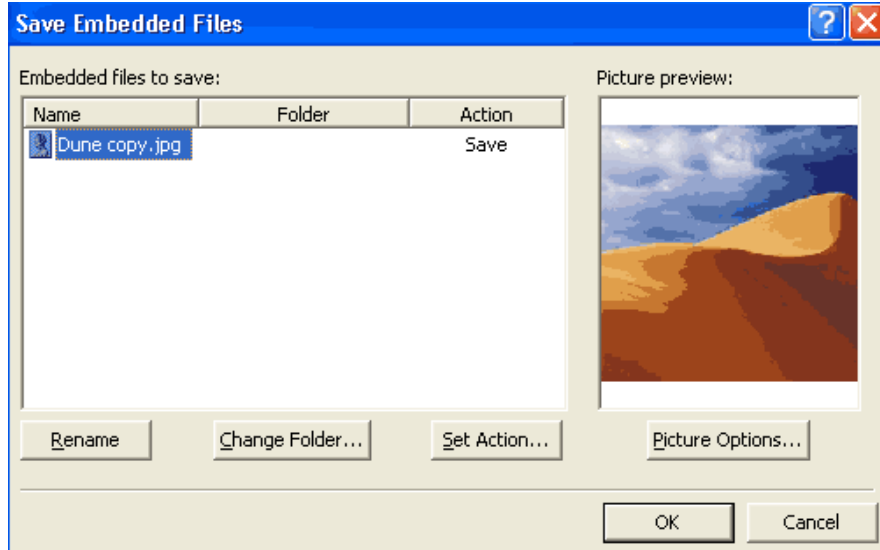 Save Embedded Files
Embedded files to save:
Picture preview:
Name Folder Action
Dune copy.jpg Save
Rename Change Folder... Set Action... Picture Options...
OK Cancel